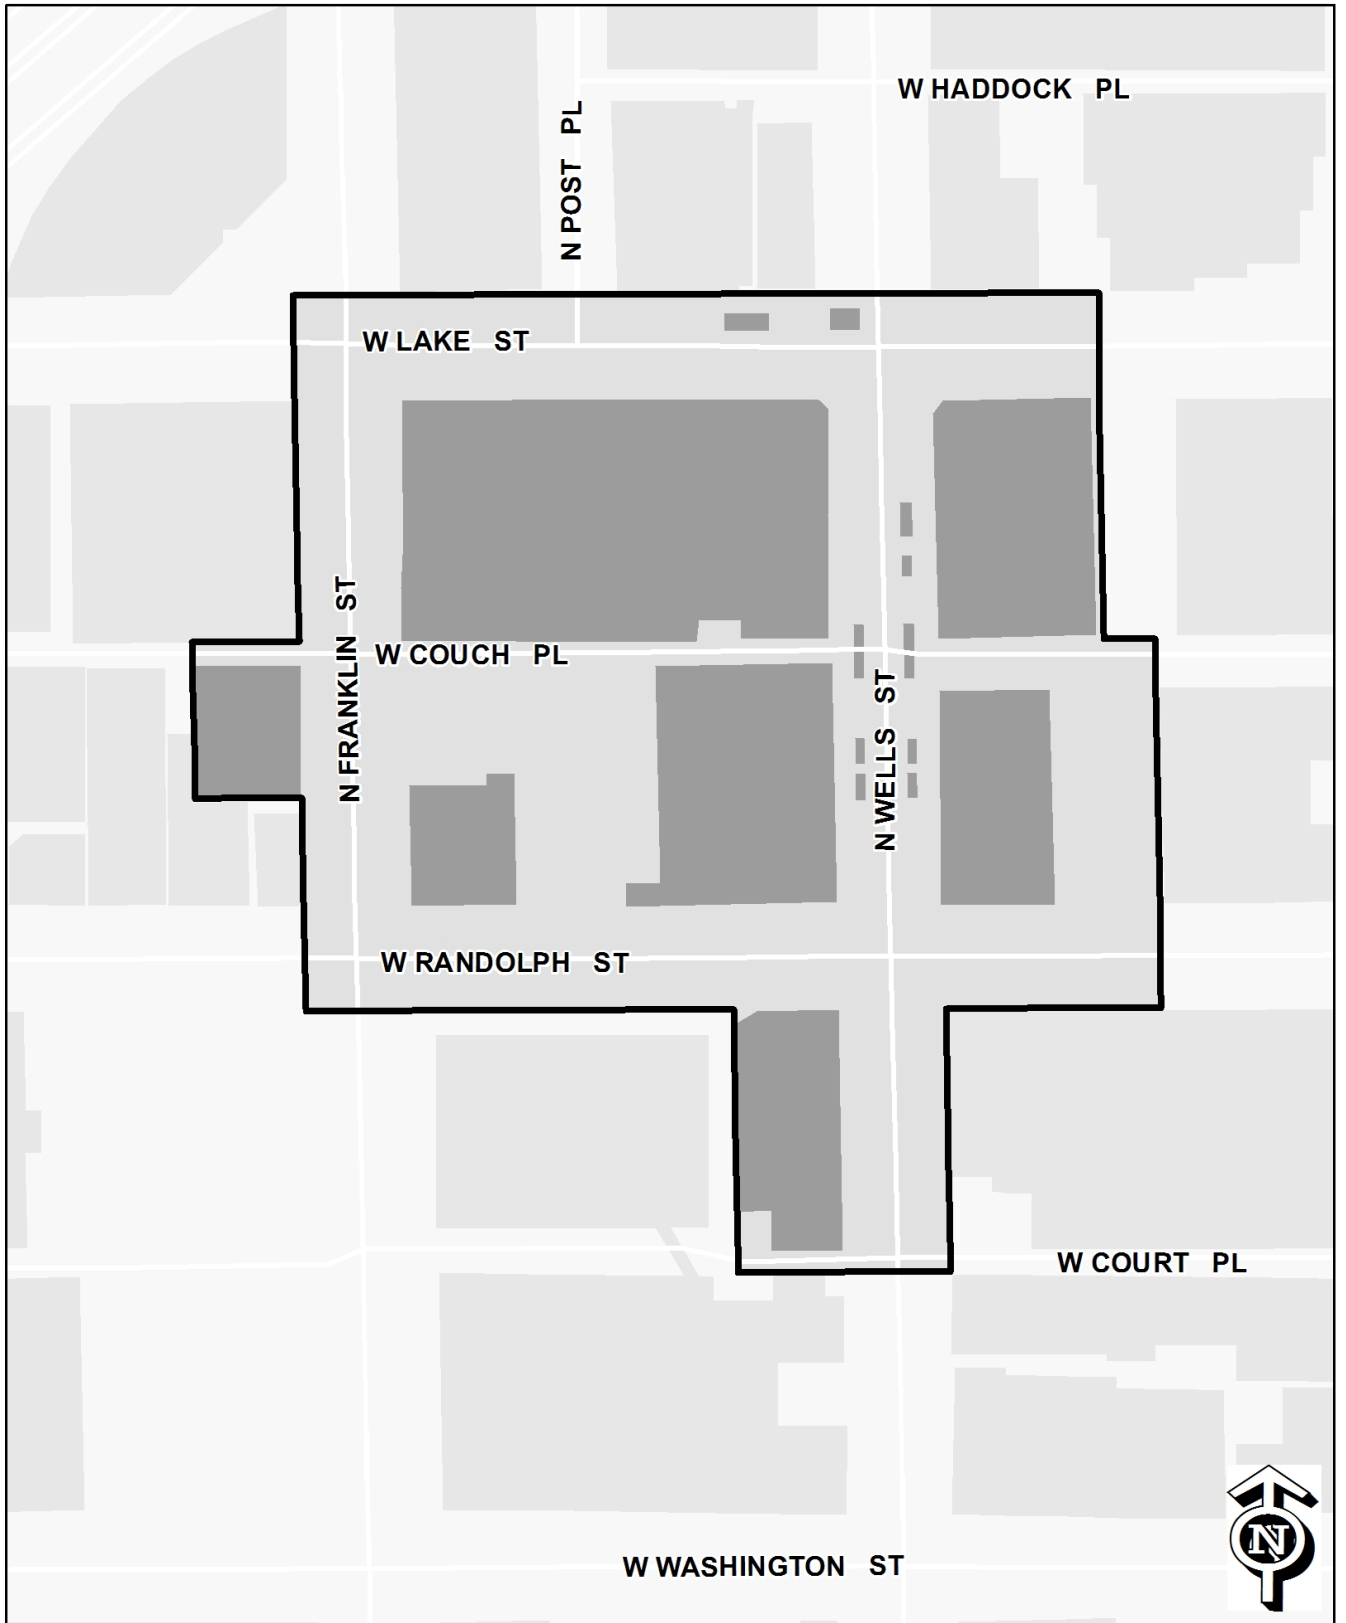 W HADDOCK PL
N POST PL
W LAKE ST
N FRANKLIN ST
W COUCH PL
N WELLS ST
W RANDOLPH ST
W COURT PL
W WASHINGTON ST
N